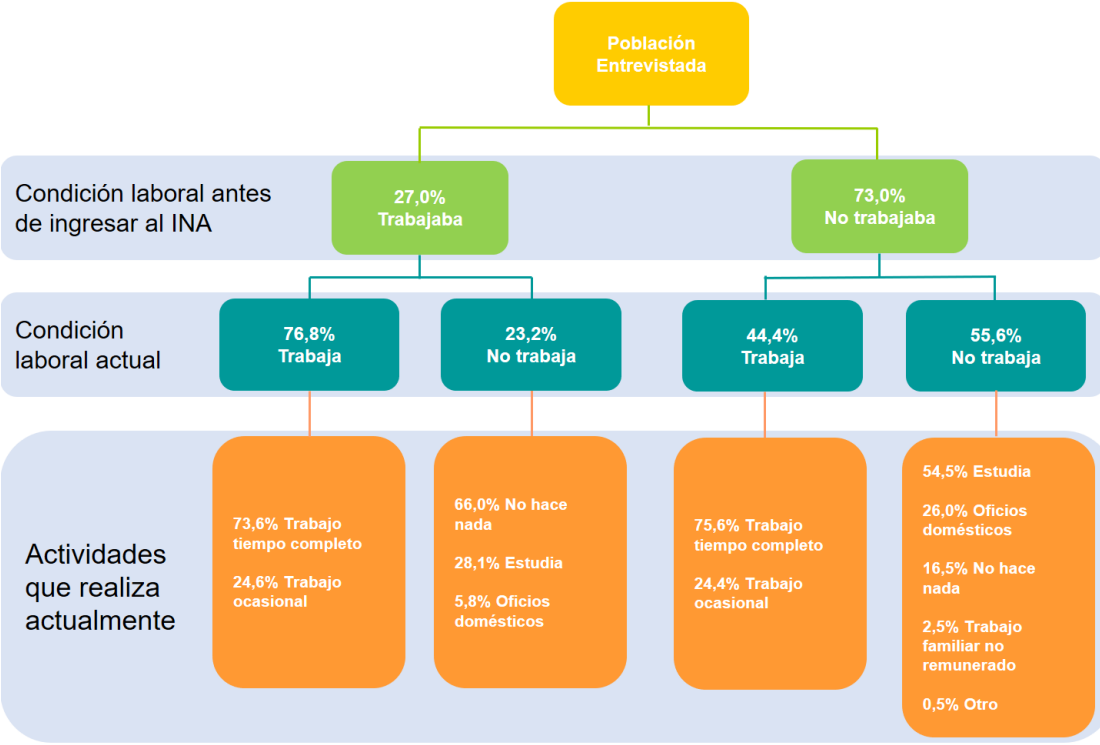 Población
Entrevistada
Condición laboral antes
de ingresar al INA
27,0%
Trabajaba
73,0%
No trabajaba
Condición
laboral actual
76,8%
Trabaja
23,2%
No trabaja
44,4%
Trabaja
55,6%
No trabaja
Actividades
que realiza
actualmente
73,6% Trabajo
tiempo completo
24,6% Trabajo
ocasional
66,0% No hace
nada
28,1% Estudia
5,8% Oficios
domésticos
75,6% Trabajo
tiempo completo
24,4% Trabajo
ocasional
54,5% Estudia
26,0% Oficios
domésticos
16,5% No hace
nada
2,5% Trabajo
familiar no
remunerado
0,5% Otro